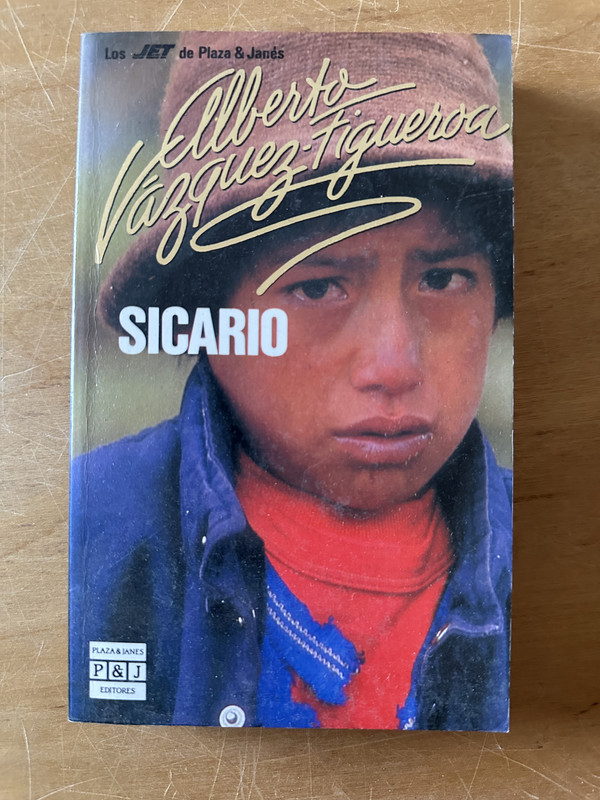 Los JET de Plaza & Janés
Alberto
Vázquez-Figueroa
SICARIO
PLAZA & JANES
P&J
EDITORES